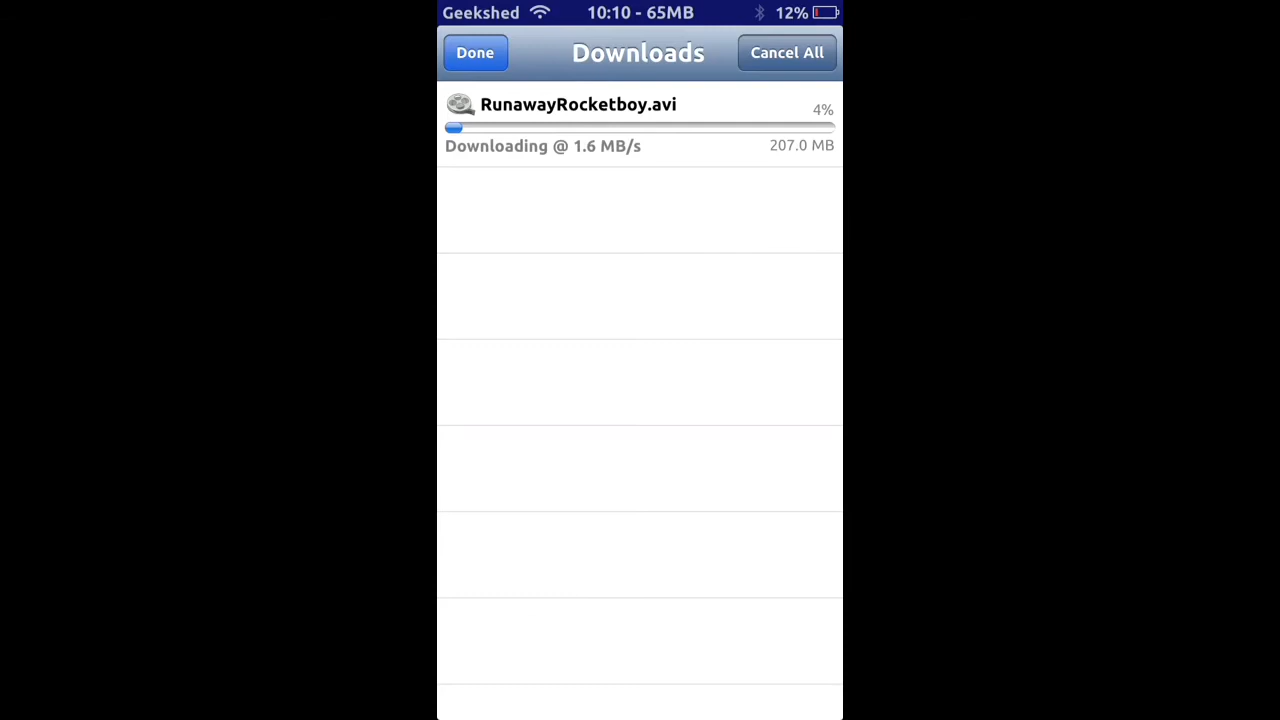 Geekshed 10:10 - 65MB 12%
Done Downloads Cancel All
RunawayRocketboy.avi 4%
Downloading @ 1.6 MB/s 207.0 MB